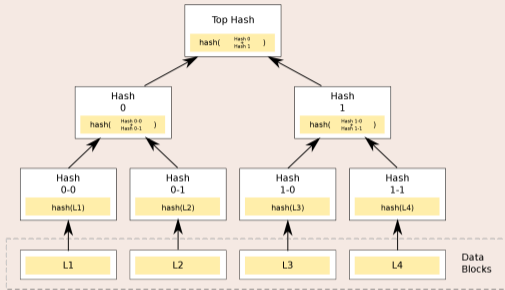 Top Hash
hash( Hash 0 + Hash 1 )
Hash
0
hash( Hash 0-0 + Hash 0-1 )
Hash
1
hash( Hash 1-0 + Hash 1-1 )
Hash
0-0
hash(L1)
Hash
0-1
hash(L2)
Hash
1-0
hash(L3)
Hash
1-1
hash(L4)
L1
L2
L3
L4
Data
Blocks